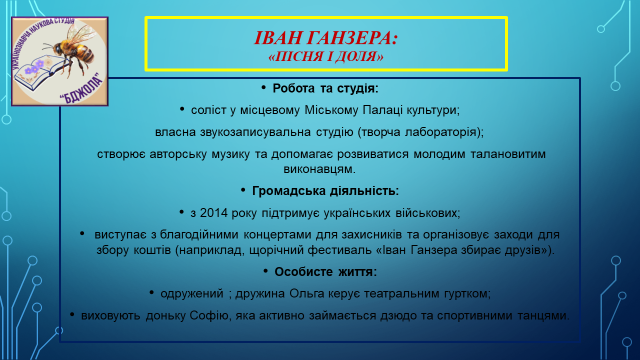 УКРАЇНОЗНАВЧА НАУКОВА СТУДІЯ
"БДЖОЛА"
ІВАН ГАНЗЕРА:
«ПІСНЯ І ДОЛЯ»
• Робота та студія:
• соліст у місцевому Міському Палаці культури;
власна звукозаписувальна студію (творча лабораторія);
створює авторську музику та допомагає розвиватися молодим талановитим
виконавцям.
• Громадська діяльність:
• з 2014 року підтримує українських військових;
• виступає з благодійними концертами для захисників та організовує заходи для
збору коштів (наприклад, щорічний фестиваль «Іван Ганзера збирає друзів»).
• Особисте життя:
• одружений ; дружина Ольга керує театральним гуртком;
• виховують доньку Софію, яка активно займається дзюдо та спортивними танцями.